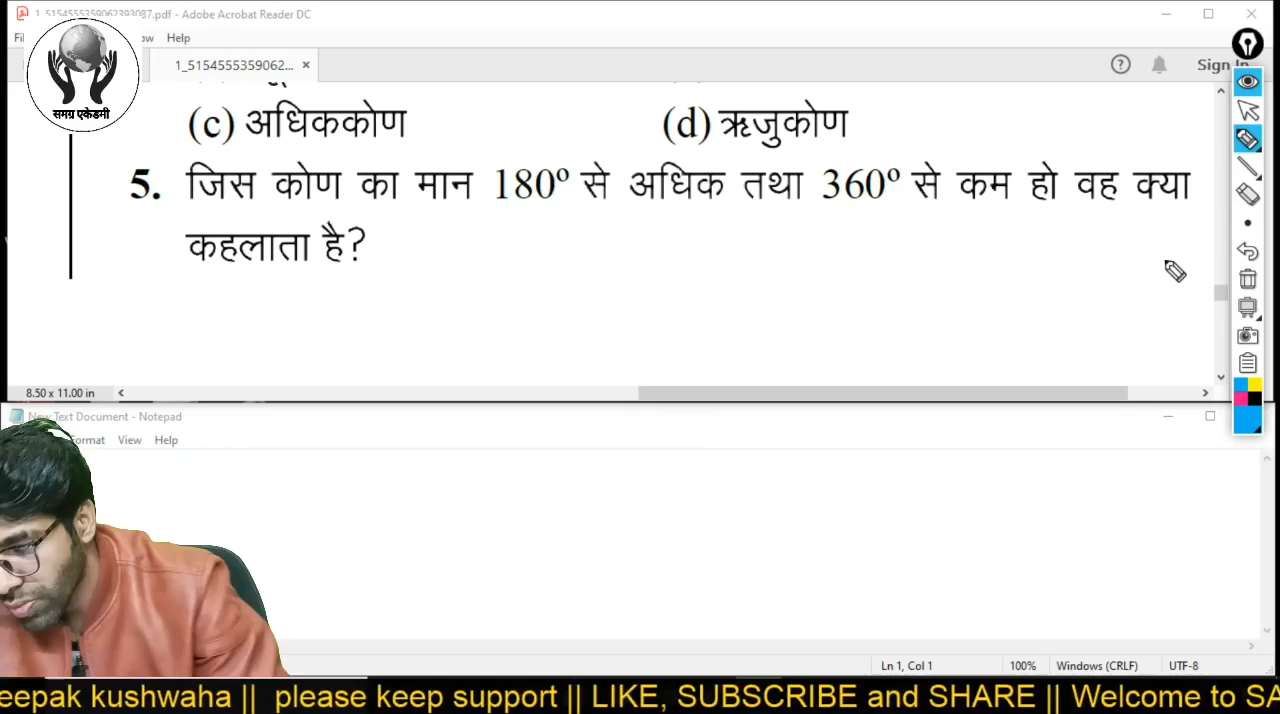 1_5154555359062393087.pdf - Adobe Acrobat Reader DC
Help
1_5154555359062...
Sign In
समग्र एकेडमी
(c) अधिककोण (d) ऋजुकोण
5. जिस कोण का मान 180° से अधिक तथा 360° से कम हो वह क्या
कहलाता है?
8.50 x 11.00 in
New Text Document - Notepad
Format View Help
Ln 1, Col 1 100% Windows (CRLF) UTF-8
eepak kushwaha || please keep support || LIKE, SUBSCRIBE and SHARE || Welcome to SA